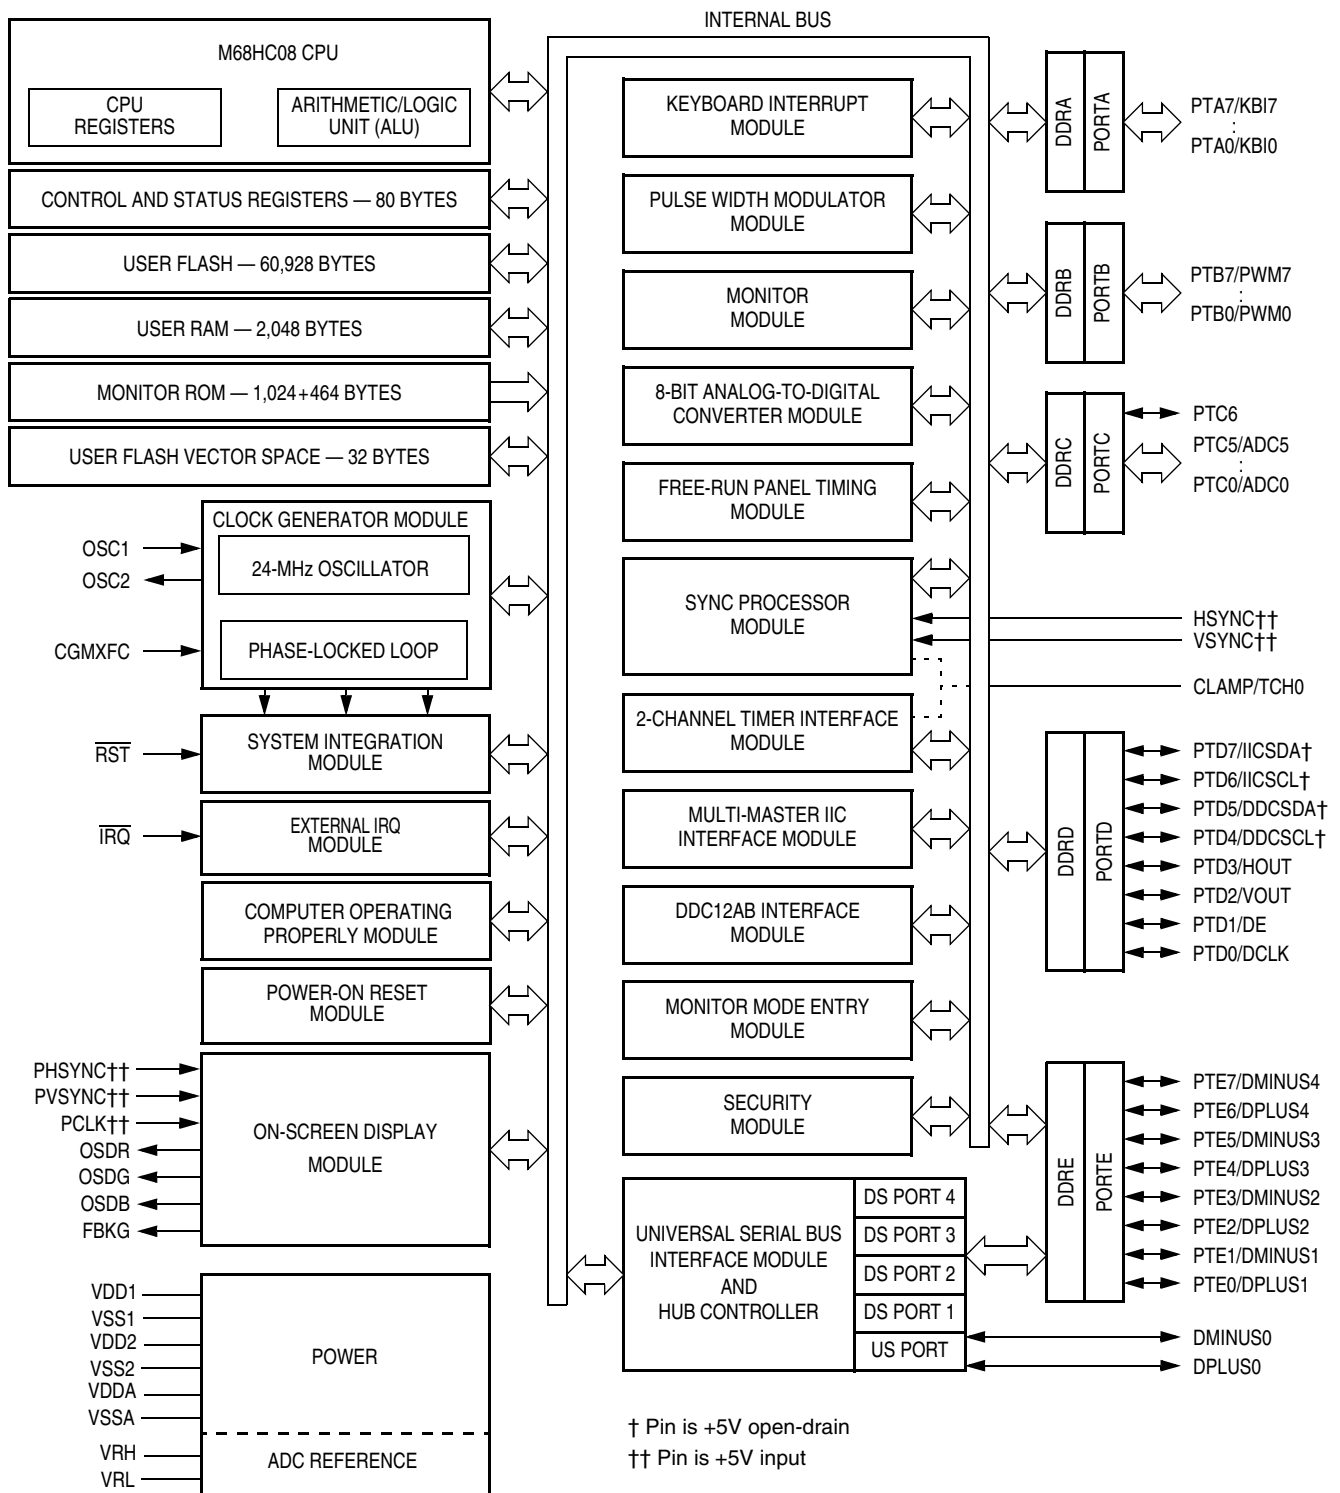 INTERNAL BUS
M68HC08 CPU
CPU
REGISTERS
ARITHMETIC/LOGIC
UNIT (ALU)
CONTROL AND STATUS REGISTERS — 80 BYTES
USER FLASH — 60,928 BYTES
USER RAM — 2,048 BYTES
MONITOR ROM — 1,024+464 BYTES
USER FLASH VECTOR SPACE — 32 BYTES
CLOCK GENERATOR MODULE
24-MHz OSCILLATOR
PHASE-LOCKED LOOP
OSC1
OSC2
CGMXFC
SYSTEM INTEGRATION
MODULE
RST
EXTERNAL IRQ
MODULE
IRQ
COMPUTER OPERATING
PROPERLY MODULE
POWER-ON RESET
MODULE
PHSYNC††
PVSYNC††
PCLK††
OSDR
OSDG
OSDB
FBKG
ON-SCREEN DISPLAY
MODULE
VDD1
VSS1
VDD2
VSS2
VDDA
VSSA
VRH
VRL
POWER
ADC REFERENCE
KEYBOARD INTERRUPT
MODULE
PULSE WIDTH MODULATOR
MODULE
MONITOR
MODULE
8-BIT ANALOG-TO-DIGITAL
CONVERTER MODULE
FREE-RUN PANEL TIMING
MODULE
SYNC PROCESSOR
MODULE
2-CHANNEL TIMER INTERFACE
MODULE
MULTI-MASTER IIC
INTERFACE MODULE
DDC12AB INTERFACE
MODULE
MONITOR MODE ENTRY
MODULE
SECURITY
MODULE
UNIVERSAL SERIAL BUS
INTERFACE MODULE
AND
HUB CONTROLLER
DS PORT 4
DS PORT 3
DS PORT 2
DS PORT 1
US PORT
DDRA
PORTA
PTA7/KBI7
:
PTA0/KBI0
DDRB
PORTB
PTB7/PWM7
:
PTB0/PWM0
DDRC
PORTC
PTC6
PTC5/ADC5
:
PTC0/ADC0
HSYNC††
VSYNC††
CLAMP/TCH0
DDRD
PORTD
PTD7/IICSDA†
PTD6/IICSCL†
PTD5/DDCSDA†
PTD4/DDCSCL†
PTD3/HOUT
PTD2/VOUT
PTD1/DE
PTD0/DCLK
DDRE
PORTE
PTE7/DMINUS4
PTE6/DPLUS4
PTE5/DMINUS3
PTE4/DPLUS3
PTE3/DMINUS2
PTE2/DPLUS2
PTE1/DMINUS1
PTE0/DPLUS1
DMINUS0
DPLUS0
† Pin is +5V open-drain
†† Pin is +5V input